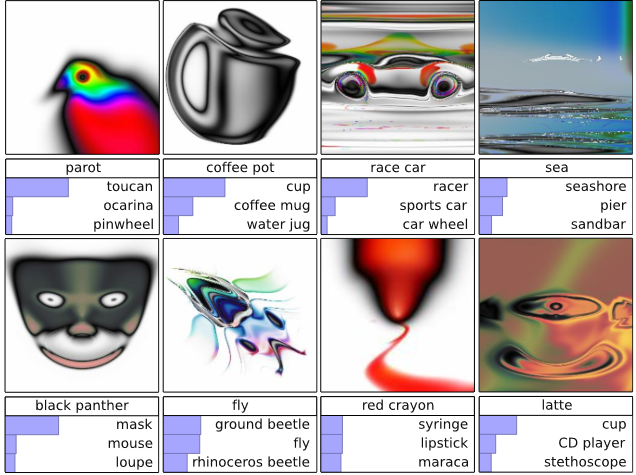 parot
toucan
ocarina
pinwheel
coffee pot
cup
coffee mug
water jug
race car
racer
sports car
car wheel
sea
seashore
pier
sandbar
black panther
mask
mouse
loupe
fly
ground beetle
fly
rhinoceros beetle
red crayon
syringe
lipstick
maraca
latte
cup
CD player
stethoscope